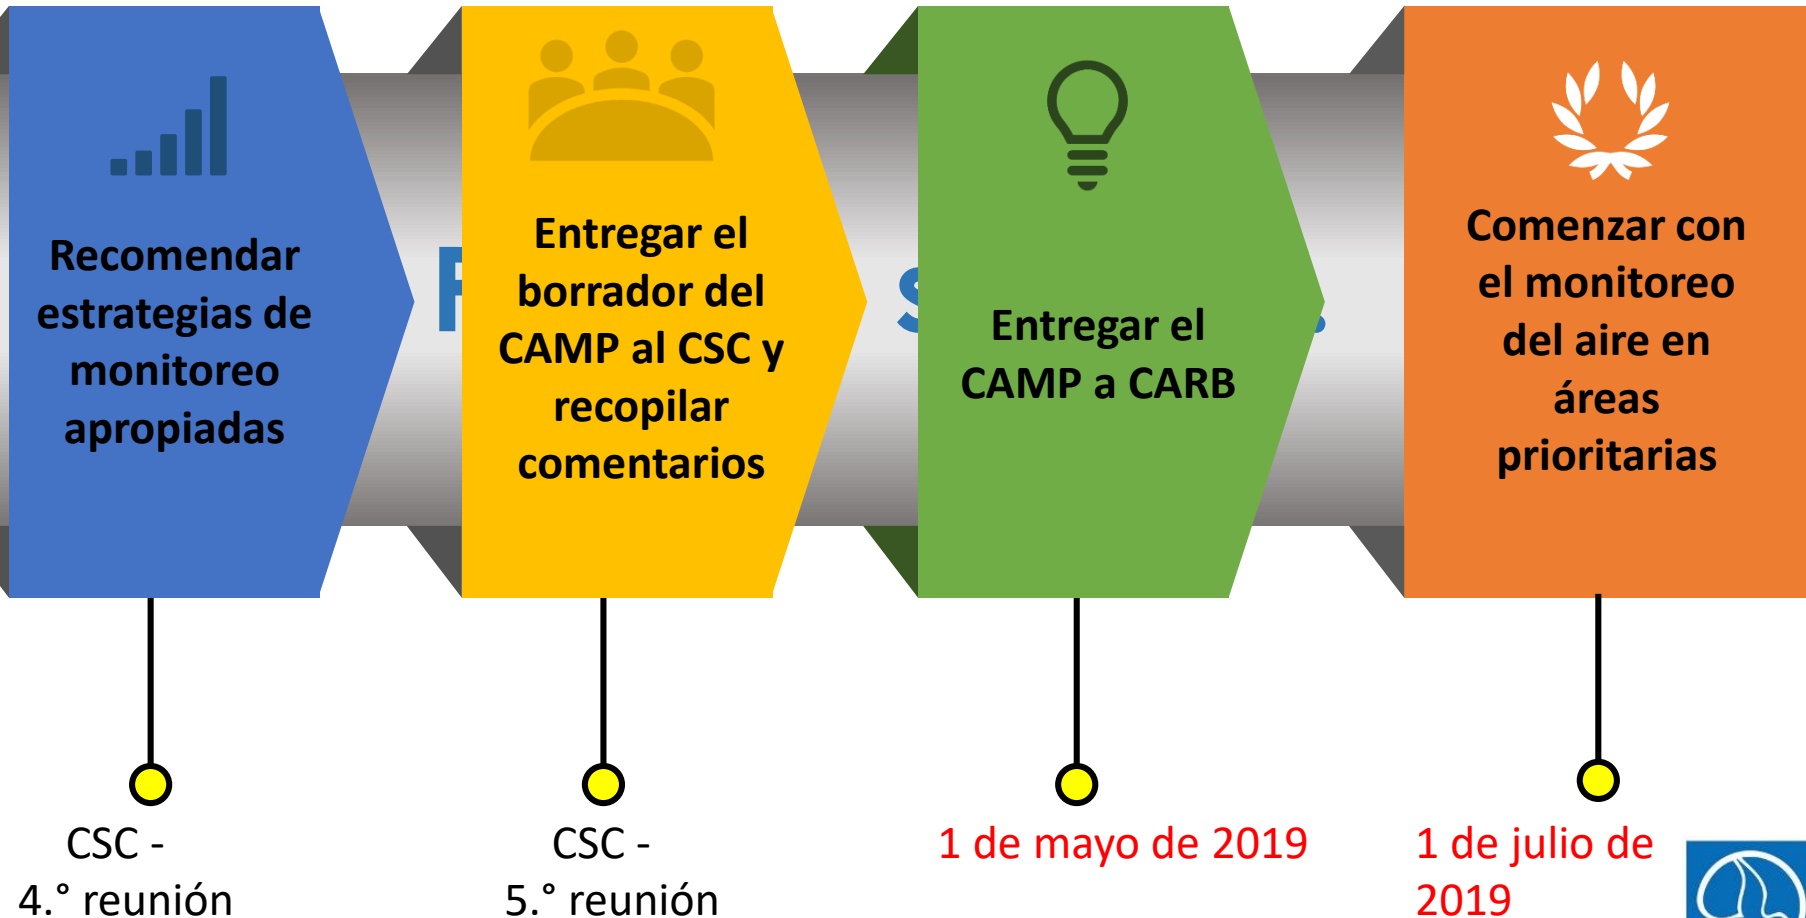 Recomendar
estrategias de
monitoreo
apropiadas
Entregar el
borrador del
CAMP al CSC y
recopilar
comentarios
Entregar el
CAMP a CARB
Comenzar con
el monitoreo
del aire en
áreas
prioritarias
CSC -
4.° reunión
CSC -
5.° reunión
1 de mayo de 2019
1 de julio de
2019